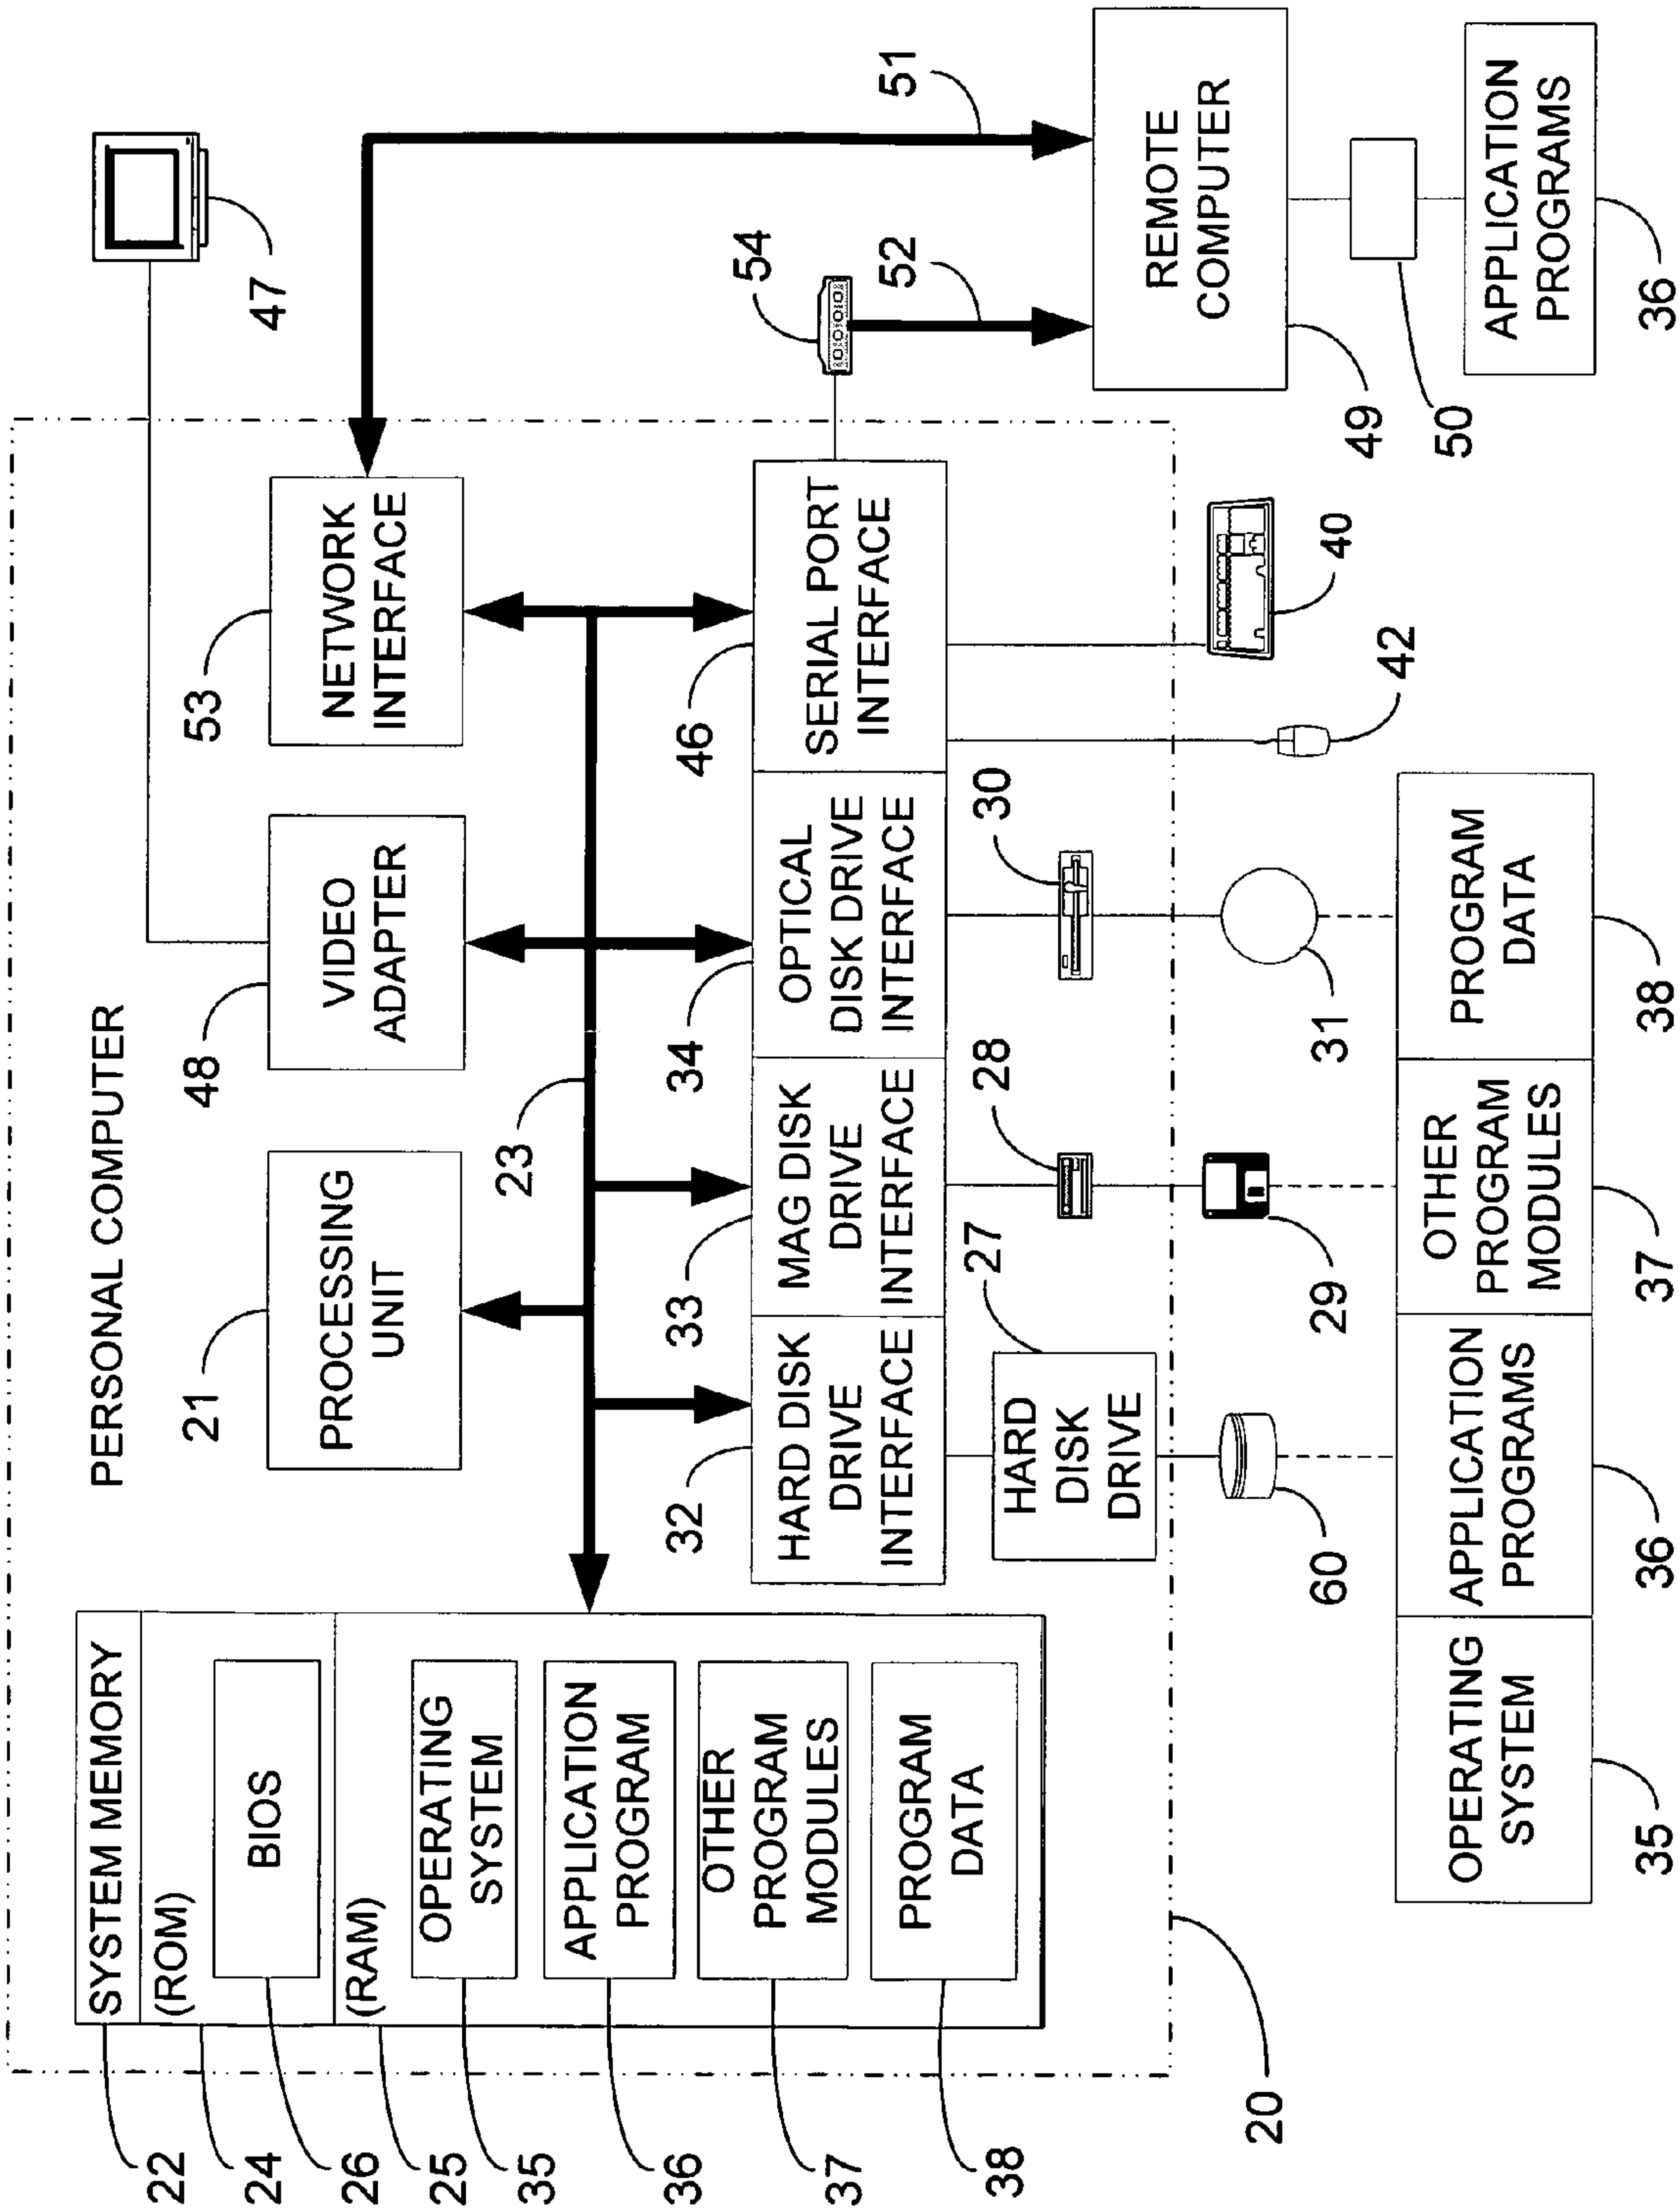 PERSONAL COMPUTER
22
24
26
25
35
36
37
38
SYSTEM MEMORY
(ROM)
BIOS
(RAM)
OPERATING
SYSTEM
APPLICATION
PROGRAM
OTHER
PROGRAM
MODULES
PROGRAM
DATA
21
PROCESSING
UNIT
48
VIDEO
ADAPTER
53
NETWORK
INTERFACE
47
23
32
33
34
46
54
51
52
HARD DISK
DRIVE
INTERFACE
MAG DISK
DRIVE
INTERFACE
OPTICAL
DISK DRIVE
INTERFACE
SERIAL PORT
INTERFACE
27
28
30
HARD
DISK
DRIVE
REMOTE
COMPUTER
20
60
29
31
42
40
49
50
OPERATING
SYSTEM
APPLICATION
PROGRAMS
OTHER
PROGRAM
MODULES
PROGRAM
DATA
APPLICATION
PROGRAMS
35
36
37
38
36